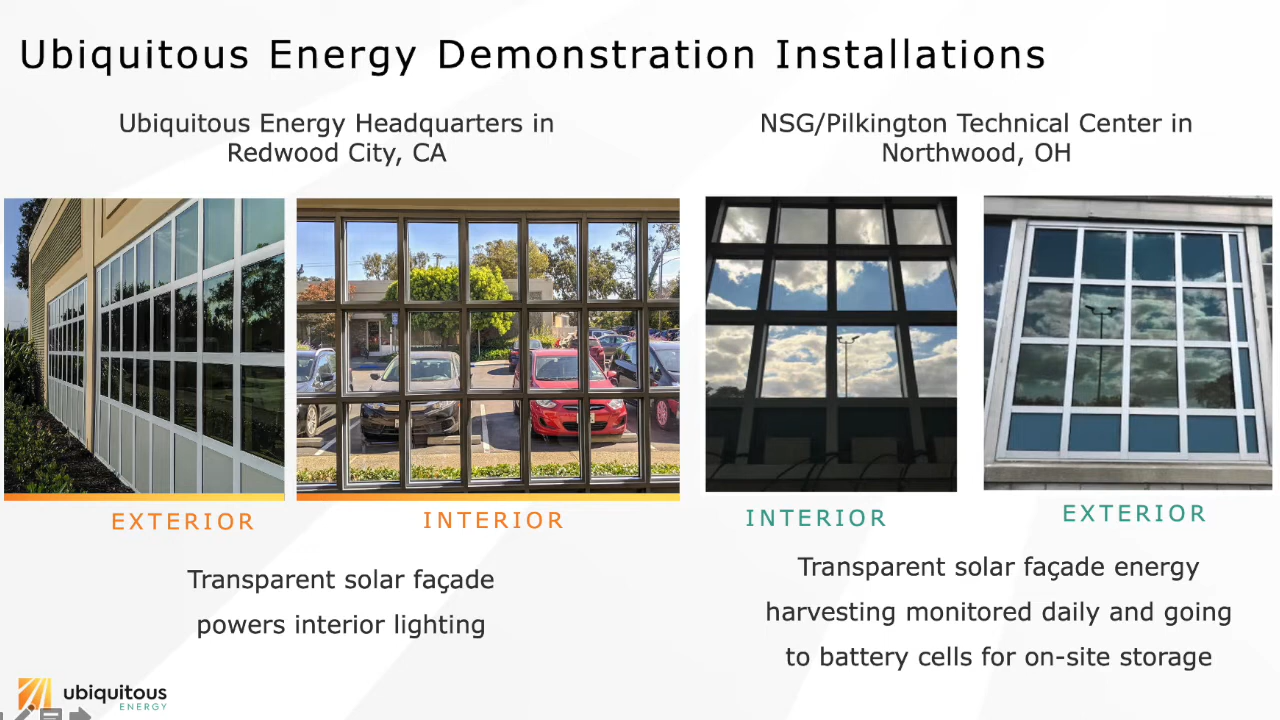 Ubiquitous Energy Demonstration Installations
Ubiquitous Energy Headquarters in
Redwood City, CA
NSG/Pilkington Technical Center in
Northwood, OH
EXTERIOR
INTERIOR
INTERIOR
EXTERIOR
Transparent solar façade
powers interior lighting
Transparent solar façade energy
harvesting monitored daily and going
to battery cells for on-site storage
ubiquitous
ENERGY